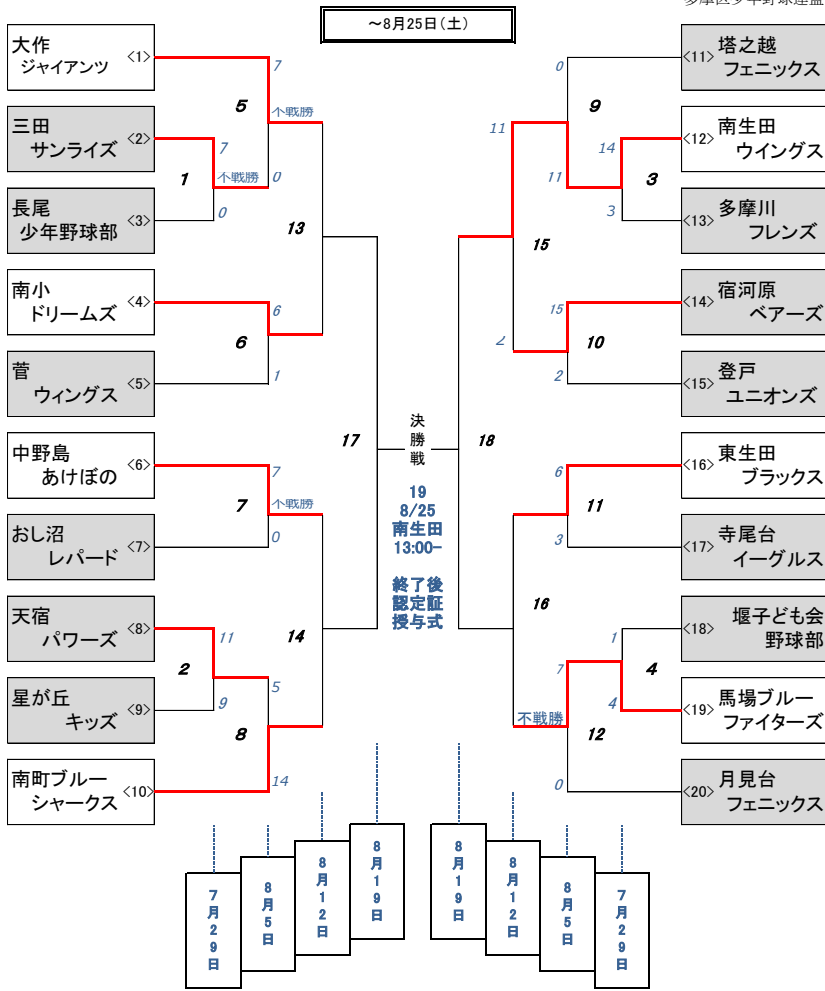 多摩区少年野球連盟
～8月25日(土)
大作
ジャイアンツ
<1>
三田
サンライズ
<2>
長尾
少年野球部
<3>
南小
ドリームズ
<4>
菅
ウィングス
<5>
中野島
あけぼの
<6>
おし沼
レパード
<7>
天宿
パワーズ
<8>
星が丘
キッズ
<9>
南町ブルー
シャークス
<10>
7
5
不戦勝
7
1
不戦勝
0
0
13
6
6
1
7
7
不戦勝
0
11
2
9
14
5
8
14
17
決勝戦
19
8/25
南生田
13:00-
終了後
認定証
授与式
18
0
9
11
14
11
3
3
15
15
2
10
2
6
11
3
16
1
7
4
4
不戦勝
12
0
<11>
塔之越
フェニックス
<12>
南生田
ウイングス
<13>
多摩川
フレンズ
<14>
宿河原
ベアーズ
<15>
登戸
ユニオンズ
<16>
東生田
ブラックス
<17>
寺尾台
イーグルス
<18>
堰子ども会
野球部
<19>
馬場ブルー
ファイターズ
<20>
月見台
フェニックス
7月29日
8月5日
8月12日
8月19日
8月19日
8月12日
8月5日
7月29日